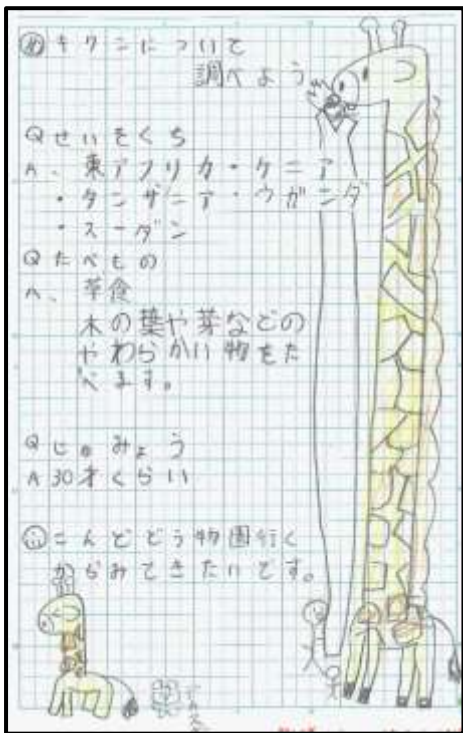 ㋱ キリンについて
調べよう
Q せいそくち
A、東アフリカ・ケニア
・タンザニア・ウガンダ
・スーダン
Q たべもの
A、草食
木の葉や芽などの
やわらかい物をた
べます。
Q じゅみょう
A 30才くらい
こんどどう物園行く
からみてきたいです。